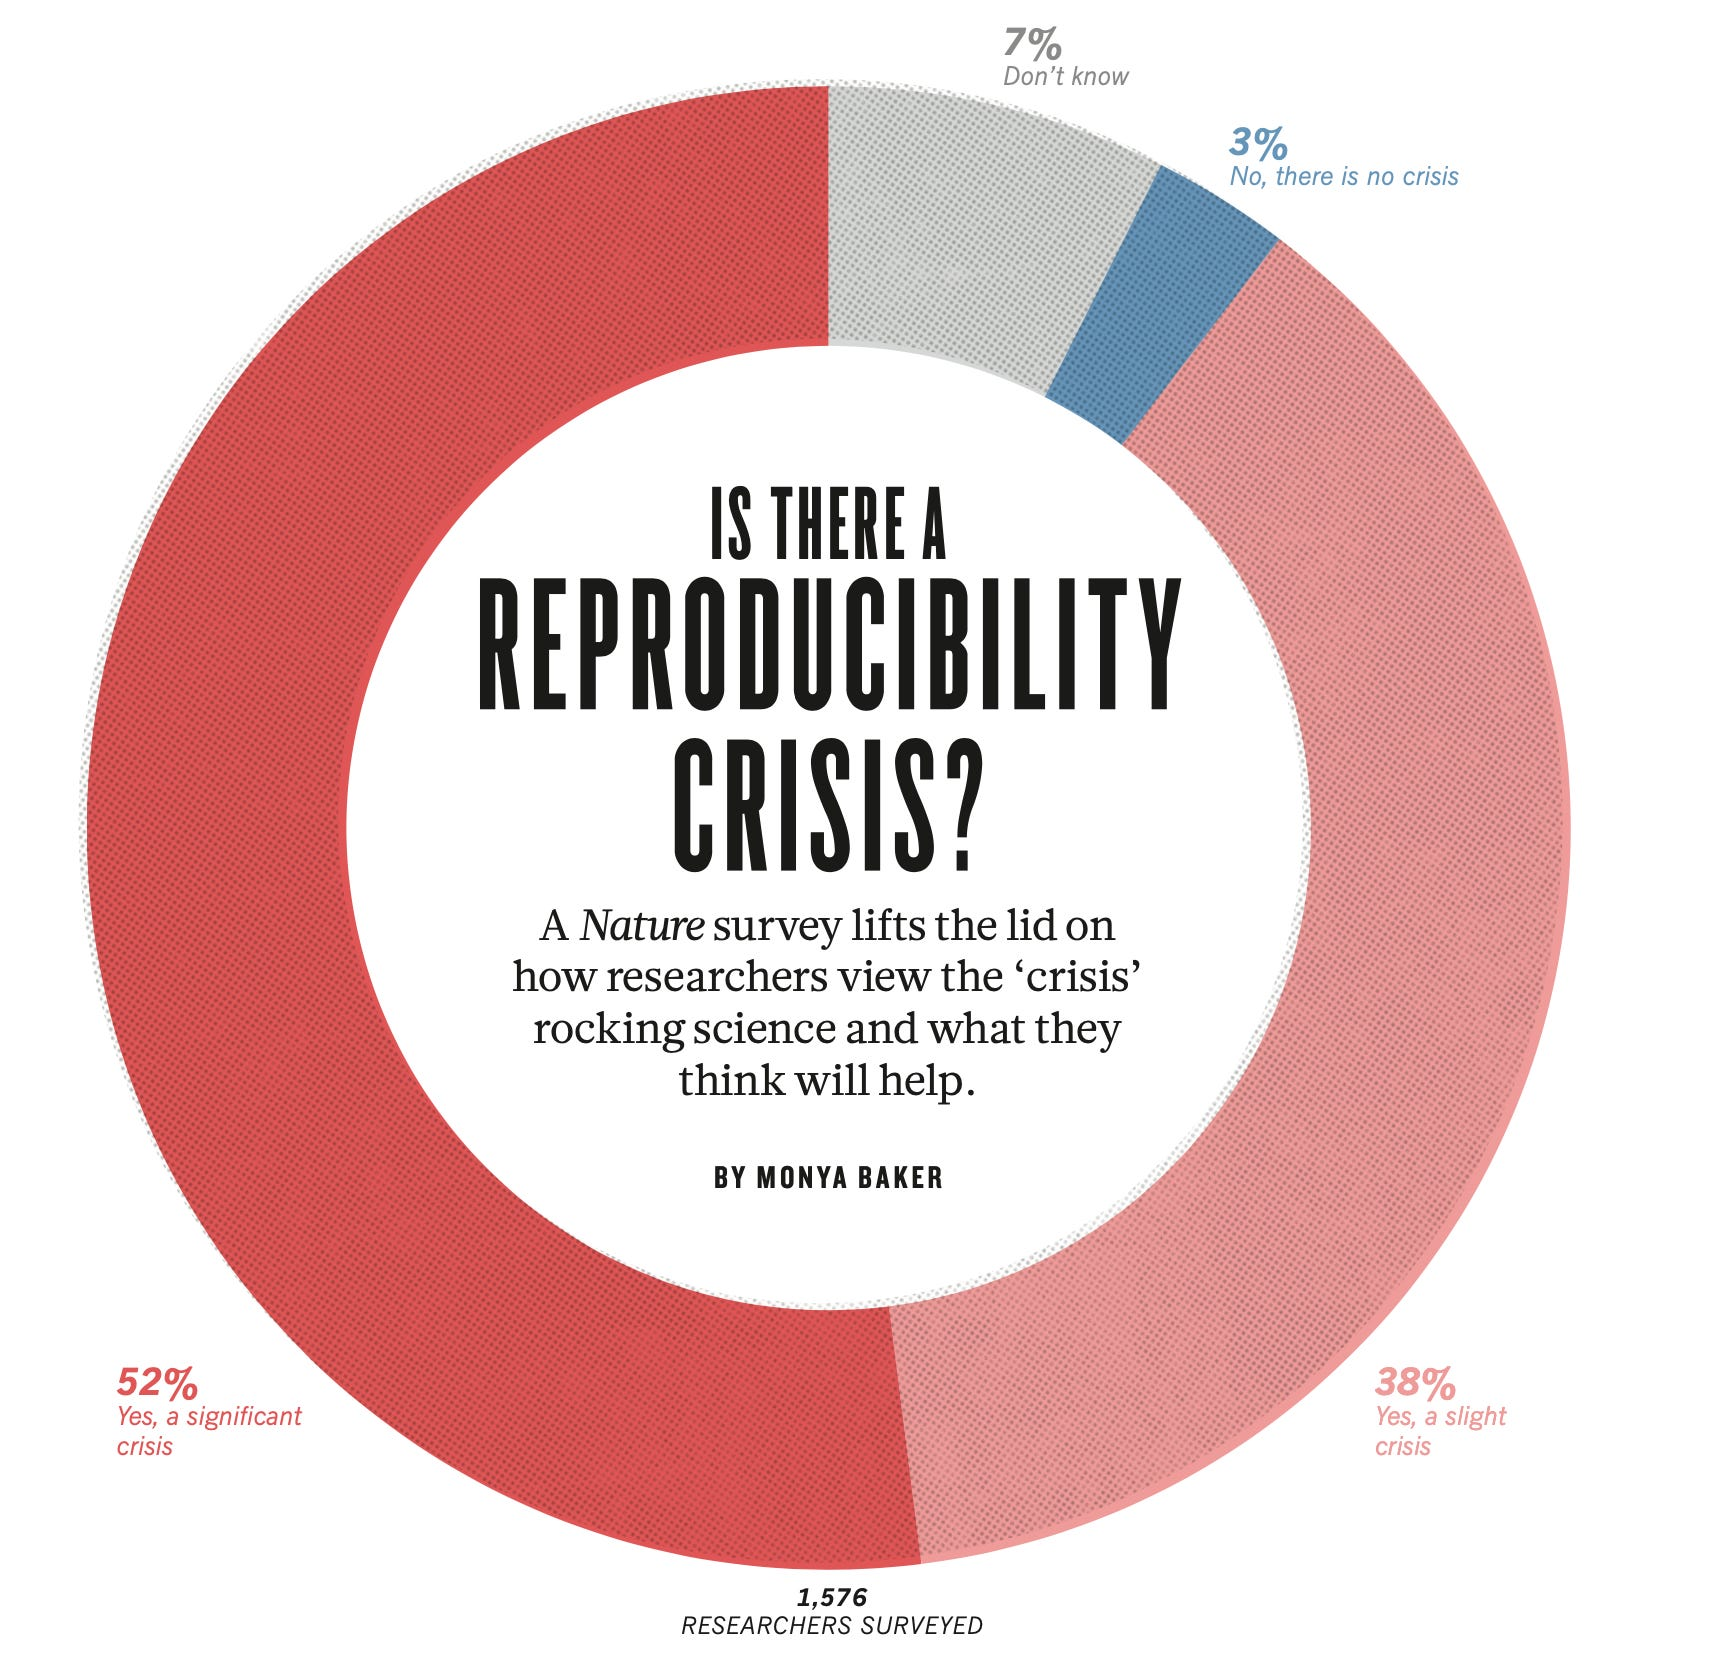 7%
Don’t know
3%
No, there is no crisis
IS THERE A
REPRODUCIBILITY
CRISIS?
A Nature survey lifts the lid on
how researchers view the ‘crisis’
rocking science and what they
think will help.
BY MONYA BAKER
52%
Yes, a significant
crisis
38%
Yes, a slight
crisis
1,576
RESEARCHERS SURVEYED